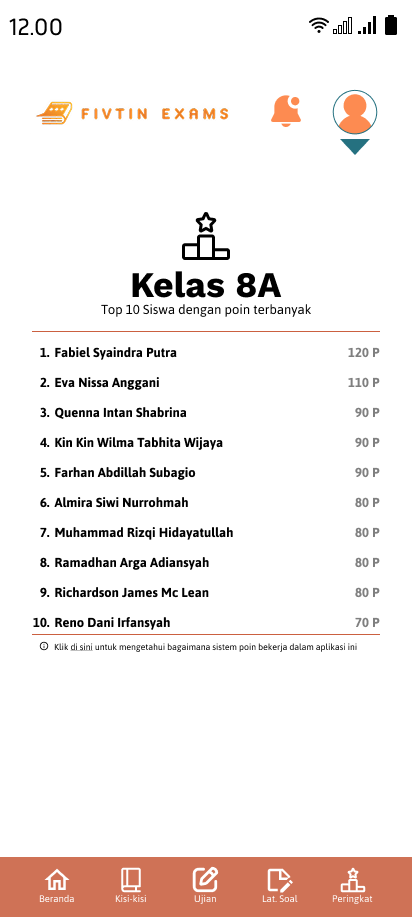 12.00
FIVTIN EXAMS
Kelas 8A
Top 10 Siswa dengan poin terbanyak
1. Fabiel Syaindra Putra 120 P
2. Eva Nissa Anggani 110 P
3. Quenna Intan Shabrina 90 P
4. Kin Kin Wilma Tabhita Wijaya 90 P
5. Farhan Abdillah Subagio 90 P
6. Almira Siwi Nurrohmah 80 P
7. Muhammad Rizqi Hidayatullah 80 P
8. Ramadhan Arga Adiansyah 80 P
9. Richardson James Mc Lean 80 P
10. Reno Dani Irfansyah 70 P
Klik di sini untuk mengetahui bagaimana sistem poin bekerja dalam aplikasi ini
Beranda Kisi-kisi Ujian Lat. Soal Peringkat